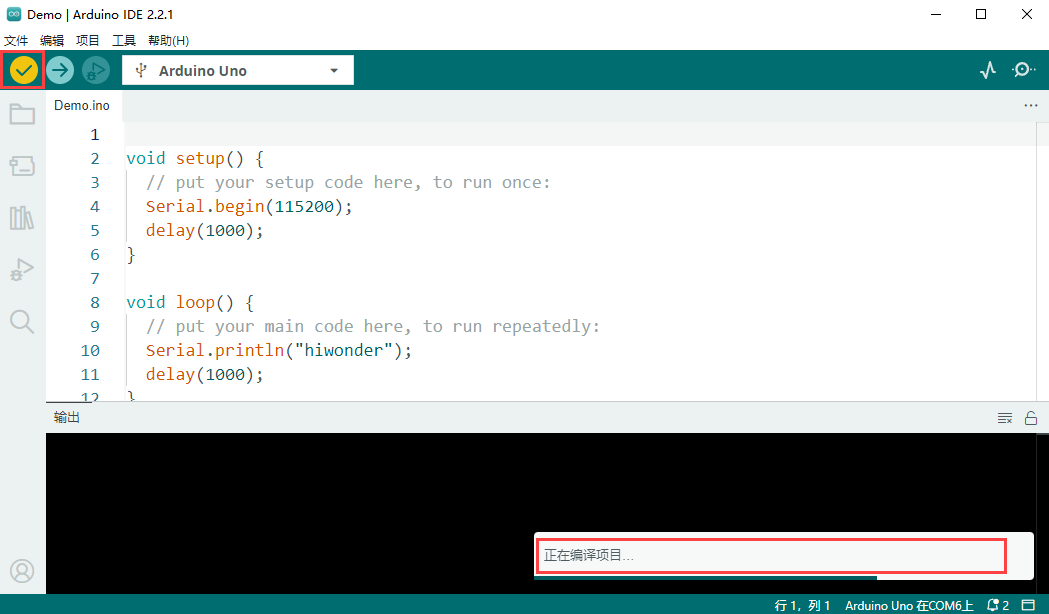 Demo | Arduino IDE 2.2.1
文件 编辑 项目 工具 帮助(H)
Arduino Uno
Demo.ino
1
2 void setup() {
3 // put your setup code here, to run once:
4 Serial.begin(115200);
5 delay(1000);
6 }
7
8 void loop() {
9 // put your main code here, to run repeatedly:
10 Serial.println("hiwonder");
11 delay(1000);
12 }
输出
正在编译项目...
行 1，列 1 Arduino Uno 在COM6上 2